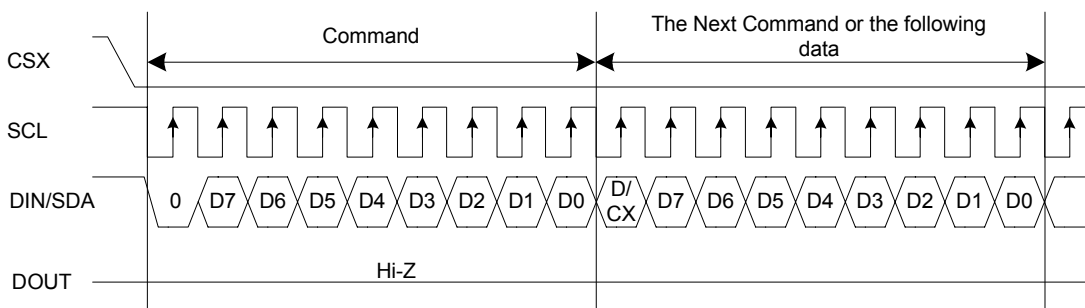 Command
The Next Command or the following
data
CSX
SCL
DIN/SDA
0 D7 D6 D5 D4 D3 D2 D1 D0 D/
CX D7 D6 D5 D4 D3 D2 D1 D0
Hi-Z
DOUT